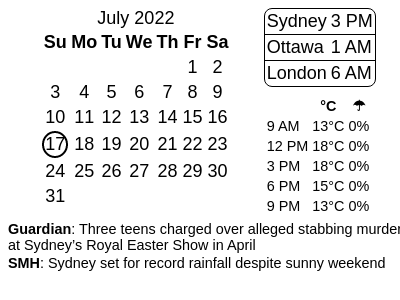 July 2022
Su Mo Tu We Th Fr Sa
1 2
3 4 5 6 7 8 9
10 11 12 13 14 15 16
17 18 19 20 21 22 23
24 25 26 27 28 29 30
31
Sydney 3 PM
Ottawa 1 AM
London 6 AM
°C ☂
9 AM 13°C 0%
12 PM 18°C 0%
3 PM 18°C 0%
6 PM 15°C 0%
9 PM 13°C 0%
Guardian: Three teens charged over alleged stabbing murder
at Sydney's Royal Easter Show in April
SMH: Sydney set for record rainfall despite sunny weekend